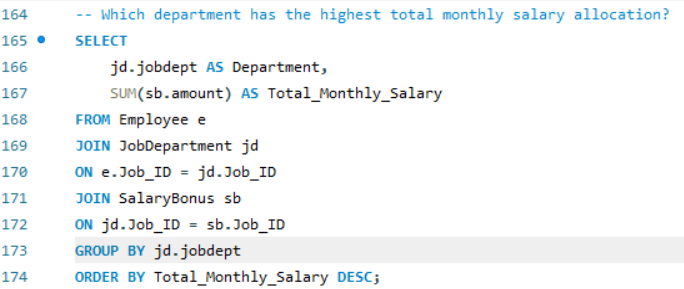 164 -- Which department has the highest total monthly salary allocation?
165 SELECT
166 jd.jobdept AS Department,
167 SUM(sb.amount) AS Total_Monthly_Salary
168 FROM Employee e
169 JOIN JobDepartment jd
170 ON e.Job_ID = jd.Job_ID
171 JOIN SalaryBonus sb
172 ON jd.Job_ID = sb.Job_ID
173 GROUP BY jd.jobdept
174 ORDER BY Total_Monthly_Salary DESC;